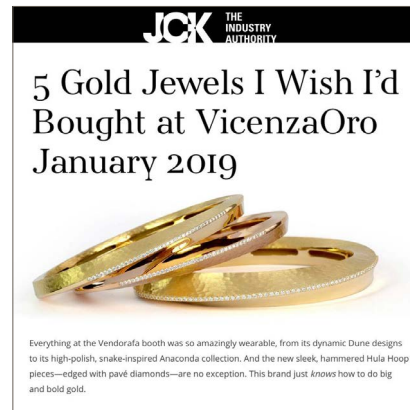 JCK THE
INDUSTRY
AUTHORITY
5 Gold Jewels I Wish I'd
Bought at VicenzaOro
January 2019
Everything at the Vendorafa booth was so amazingly wearable, from its dynamic Dune designs
to its high-polish, snake-inspired Anaconda collection. And the new sleek, hammered Hula Hoop
pieces—edged with pavé diamonds—are no exception. This brand just knows how to do big
and bold gold.